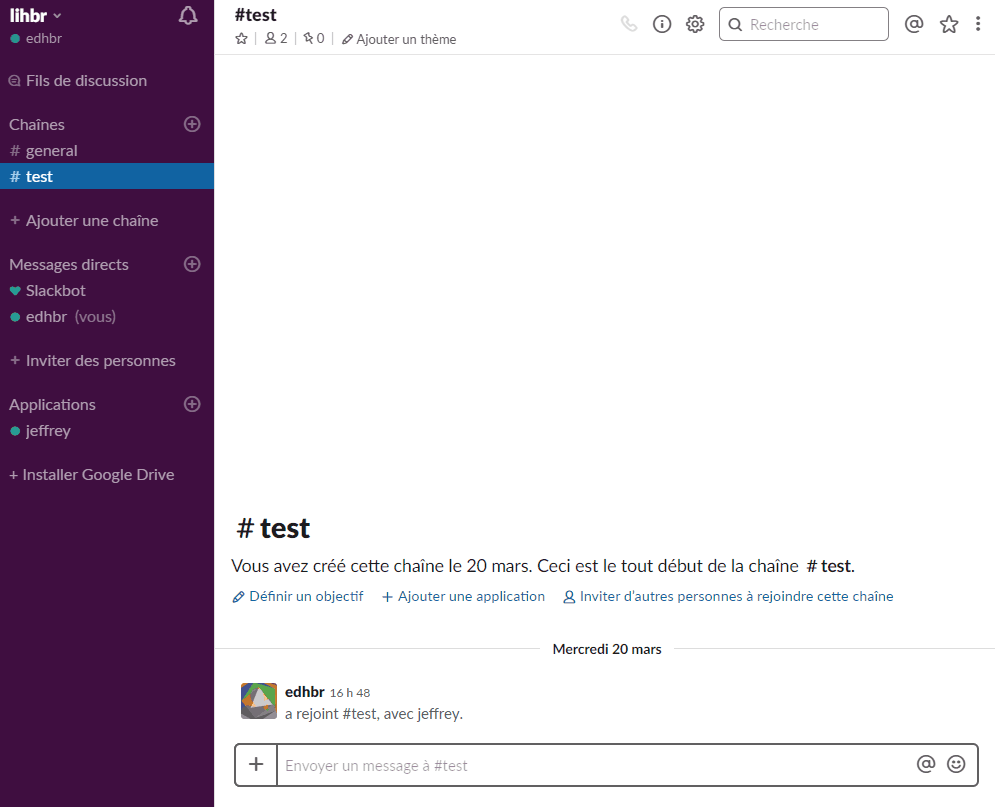 lihbr
edhbr
Fils de discussion
Chaînes
# general
# test
+ Ajouter une chaîne
Messages directs
Slackbot
edhbr (vous)
+ Inviter des personnes
Applications
jeffrey
+ Installer Google Drive
#test
2 0 Ajouter un thème
Recherche
# test
Vous avez créé cette chaîne le 20 mars. Ceci est le tout début de la chaîne # test.
Définir un objectif + Ajouter une application Inviter d'autres personnes à rejoindre cette chaîne
Mercredi 20 mars
edhbr 16 h 48
a rejoint #test, avec jeffrey.
Envoyer un message à #test